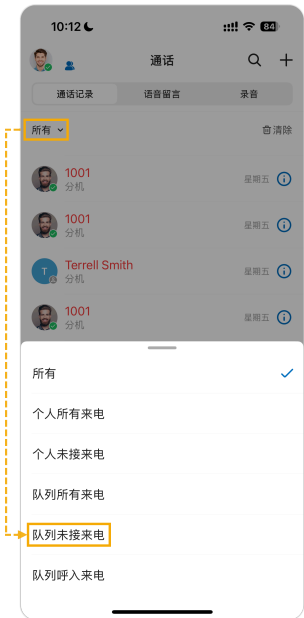 10:12 84
通话
通话记录 语音留言 录音
所有 清除
1001
分机
星期五
1001
分机
星期五
T
Terrell Smith
分机
星期五
1001
分机
星期五
所有
个人所有来电
个人未接来电
队列所有来电
队列未接来电
队列呼入来电